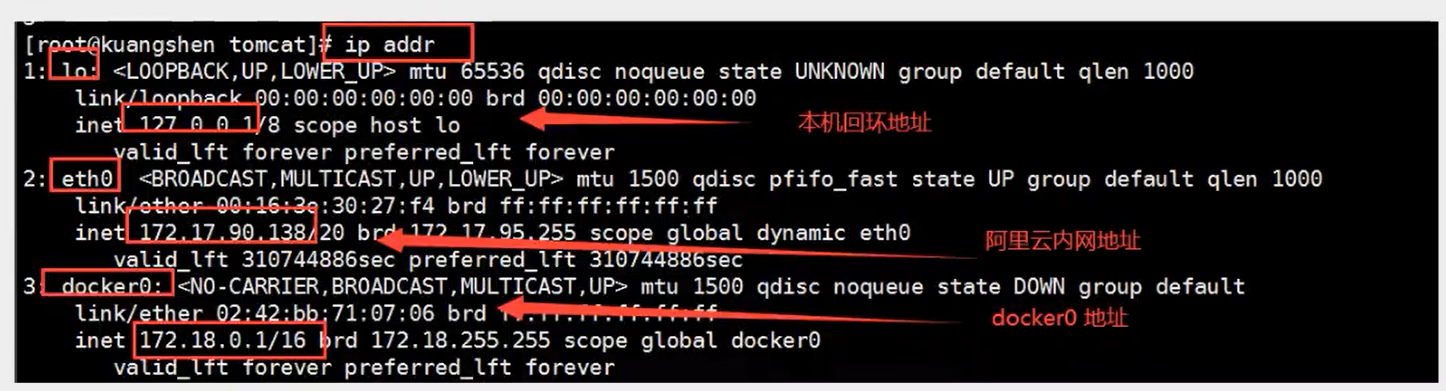 [root@kuangshen tomcat]# ip addr
1: lo: <LOOPBACK,UP,LOWER_UP> mtu 65536 qdisc noqueue state UNKNOWN group default qlen 1000
link/loopback 00:00:00:00:00:00 brd 00:00:00:00:00:00
inet 127.0.0.1/8 scope host lo
本机回环地址
valid_lft forever preferred_lft forever
2: eth0: <BROADCAST,MULTICAST,UP,LOWER_UP> mtu 1500 qdisc pfifo_fast state UP group default qlen 1000
link/ether 00:16:3e:30:27:f4 brd ff:ff:ff:ff:ff:ff
inet 172.17.90.138/20 brd 172.17.95.255 scope global dynamic eth0
阿里云内网地址
valid_lft 310744886sec preferred_lft 310744886sec
3: docker0: <NO-CARRIER,BROADCAST,MULTICAST,UP> mtu 1500 qdisc noqueue state DOWN group default
link/ether 02:42:bb:71:07:06 brd ff:ff:ff:ff:ff:ff
docker0 地址
inet 172.18.0.1/16 brd 172.18.255.255 scope global docker0
valid_lft forever preferred_lft forever